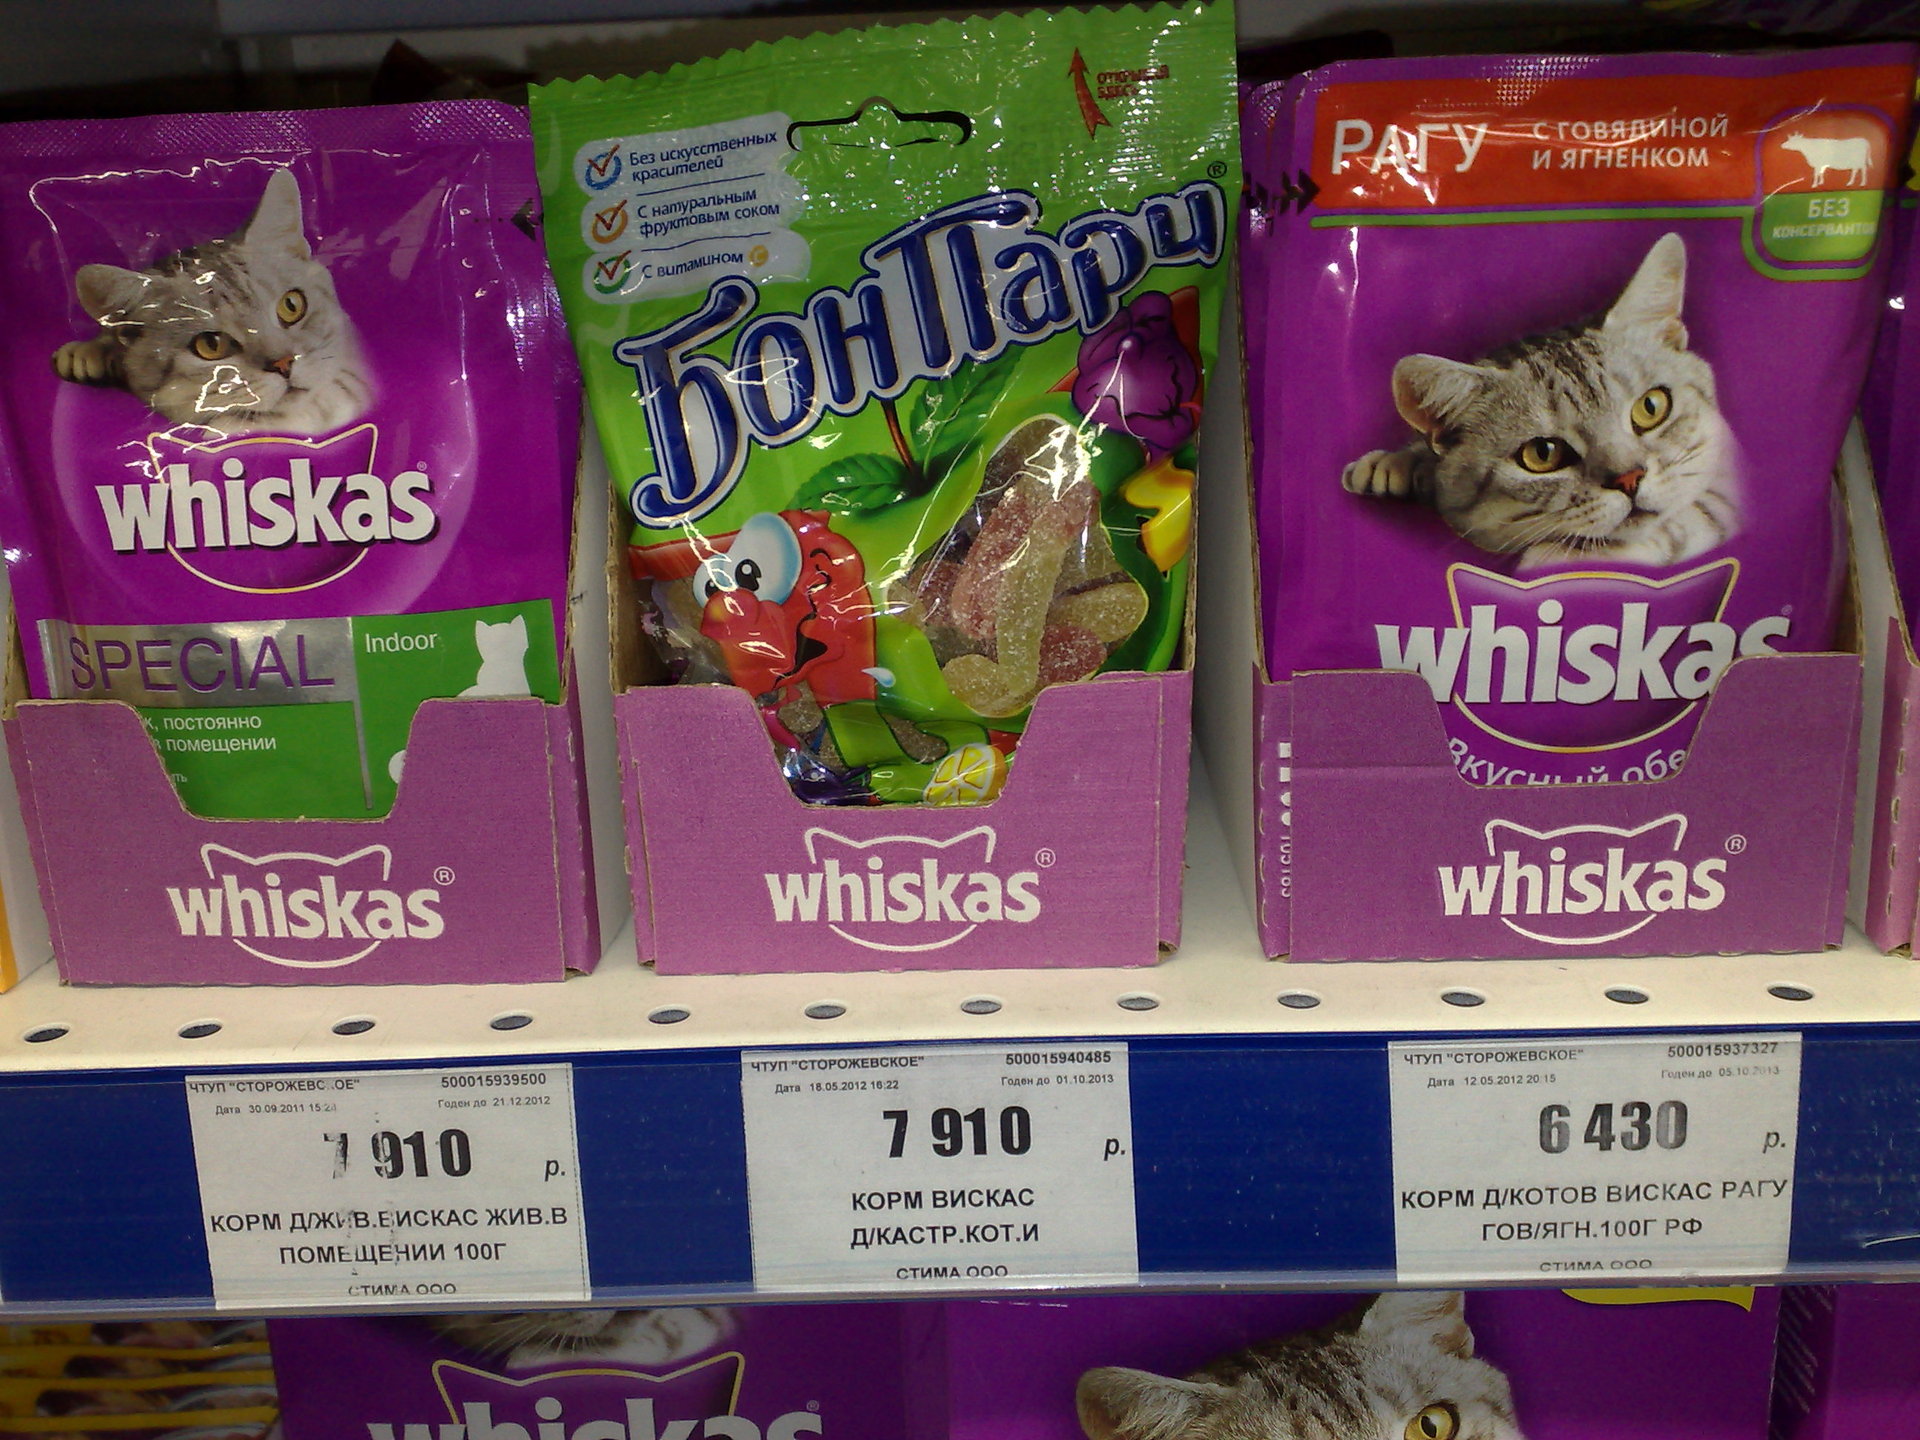 whiskas®
SPECIAL
Indoor
постоянно
помещении
whiskas®
ОТКРЫВАЙ
ЗДЕСЬ
Без искусственных
красителей
С натуральным
фруктовым соком
С витамином C
БонПари®
whiskas®
РАГУ
С ГОВЯДИНОЙ
И ЯГНЕНКОМ
БЕЗ
КОНСЕРВАНТОВ
whiskas®
Вкусный обе
whiskas®
ЧТУП "СТОРОЖЕВСКОЕ" 500015939500
Дата 30.09.2011 15:24 Годен до 21.12.2012
7 910 р.
КОРМ Д/ЖИВ.ВИСКАС ЖИВ.В
ПОМЕЩЕНИИ 100Г
СТИМА ООО
ЧТУП "СТОРОЖЕВСКОЕ" 500015940485
Дата 18.05.2012 16:22 Годен до 01.10.2013
7 910 р.
КОРМ ВИСКАС
Д/КАСТР.КОТ.И
СТИМА ООО
ЧТУП "СТОРОЖЕВСКОЕ" 500015937327
Дата 12.05.2012 20:15 Годен до 05.10.2013
6 430 р.
КОРМ Д/КОТОВ ВИСКАС РАГУ
ГОВ/ЯГН.100Г РФ
СТИМА ООО
whiskas®